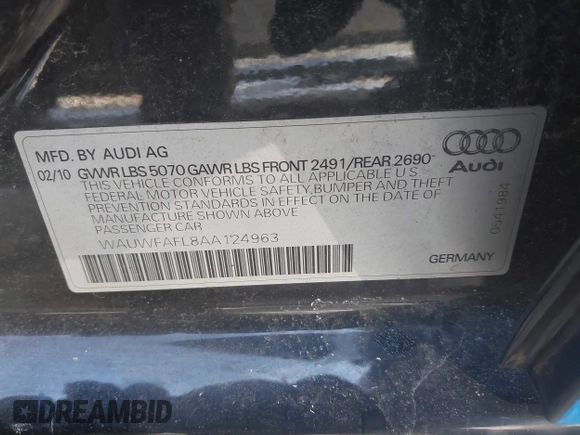 MFD. BY AUDI AG
02/10 GWWR LBS 5070 GAWR LBS FRONT 2491/REAR 2690
THIS VEHICLE CONFORMS TO ALL APPLICABLE U S
FEDERAL MOTOR VEHICLE SAFETY, BUMPER AND THEFT
PREVENTION STANDARDS IN EFFECT ON THE DATE OF
MANUFACTURE SHOWN ABOVE
PASSENGER CAR
WAUWFAFL8AA124963
Audi
0541984
GERMANY
DREAMBID